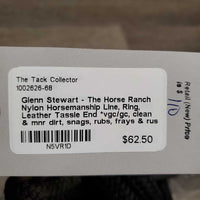 The Tack Collector
1002626-68
Glenn Stewart - The Horse Ranch
Nylon Horsemanship Line, Ring,
Leather Tassle End *vgc/gc, clean
& mnr dirt, snags, rubs, frays & rus
N5VR1D
$62.50
Retail (New) Price
is $ 110